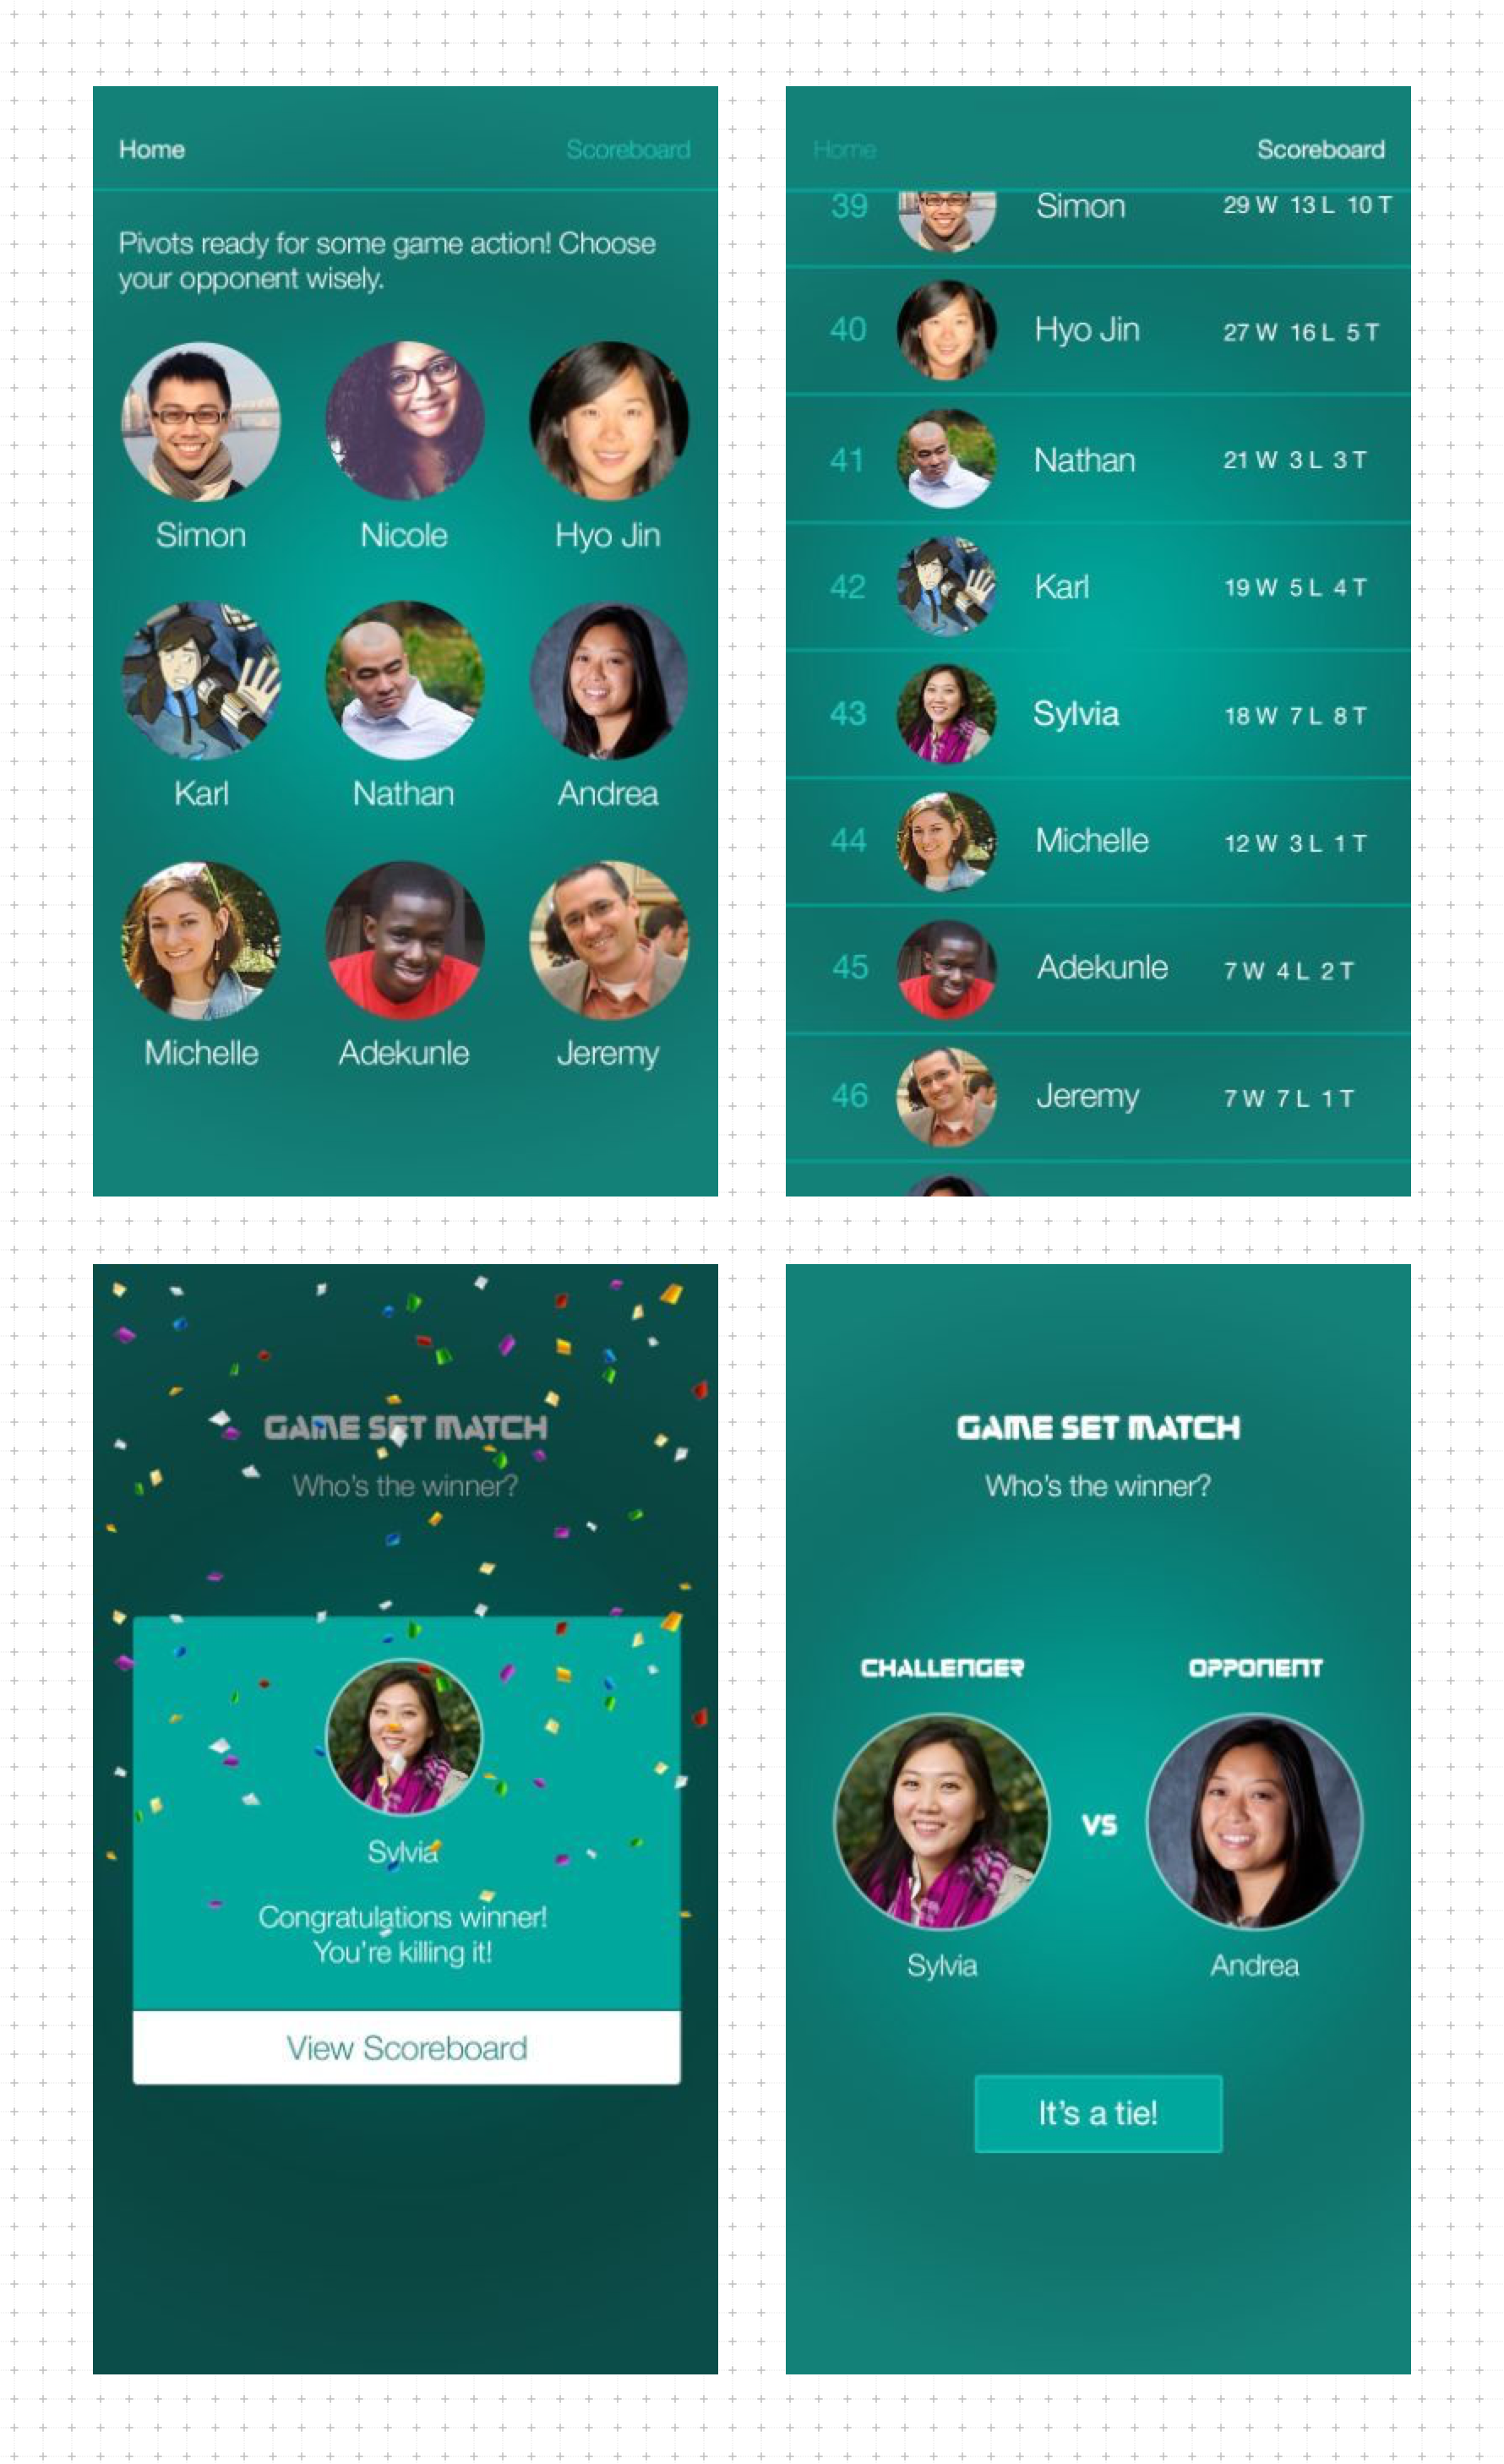 Home Scoreboard
Pivots ready for some game action! Choose
your opponent wisely.
Simon Nicole Hyo Jin
Karl Nathan Andrea
Michelle Adekunle Jeremy
Home Scoreboard
39 Simon 29 W 13 L 10 T
40 Hyo Jin 27 W 16 L 5 T
41 Nathan 21 W 3 L 3 T
42 Karl 19 W 5 L 4 T
43 Sylvia 18 W 7 L 8 T
44 Michelle 12 W 3 L 1 T
45 Adekunle 7 W 4 L 2 T
46 Jeremy 7 W 7 L 1 T
GAME SET MATCH
Who's the winner?
Sylvia
Congratulations winner!
You're killing it!
View Scoreboard
GAME SET MATCH
Who's the winner?
CHALLENGER OPPONENT
VS
Sylvia Andrea
It's a tie!